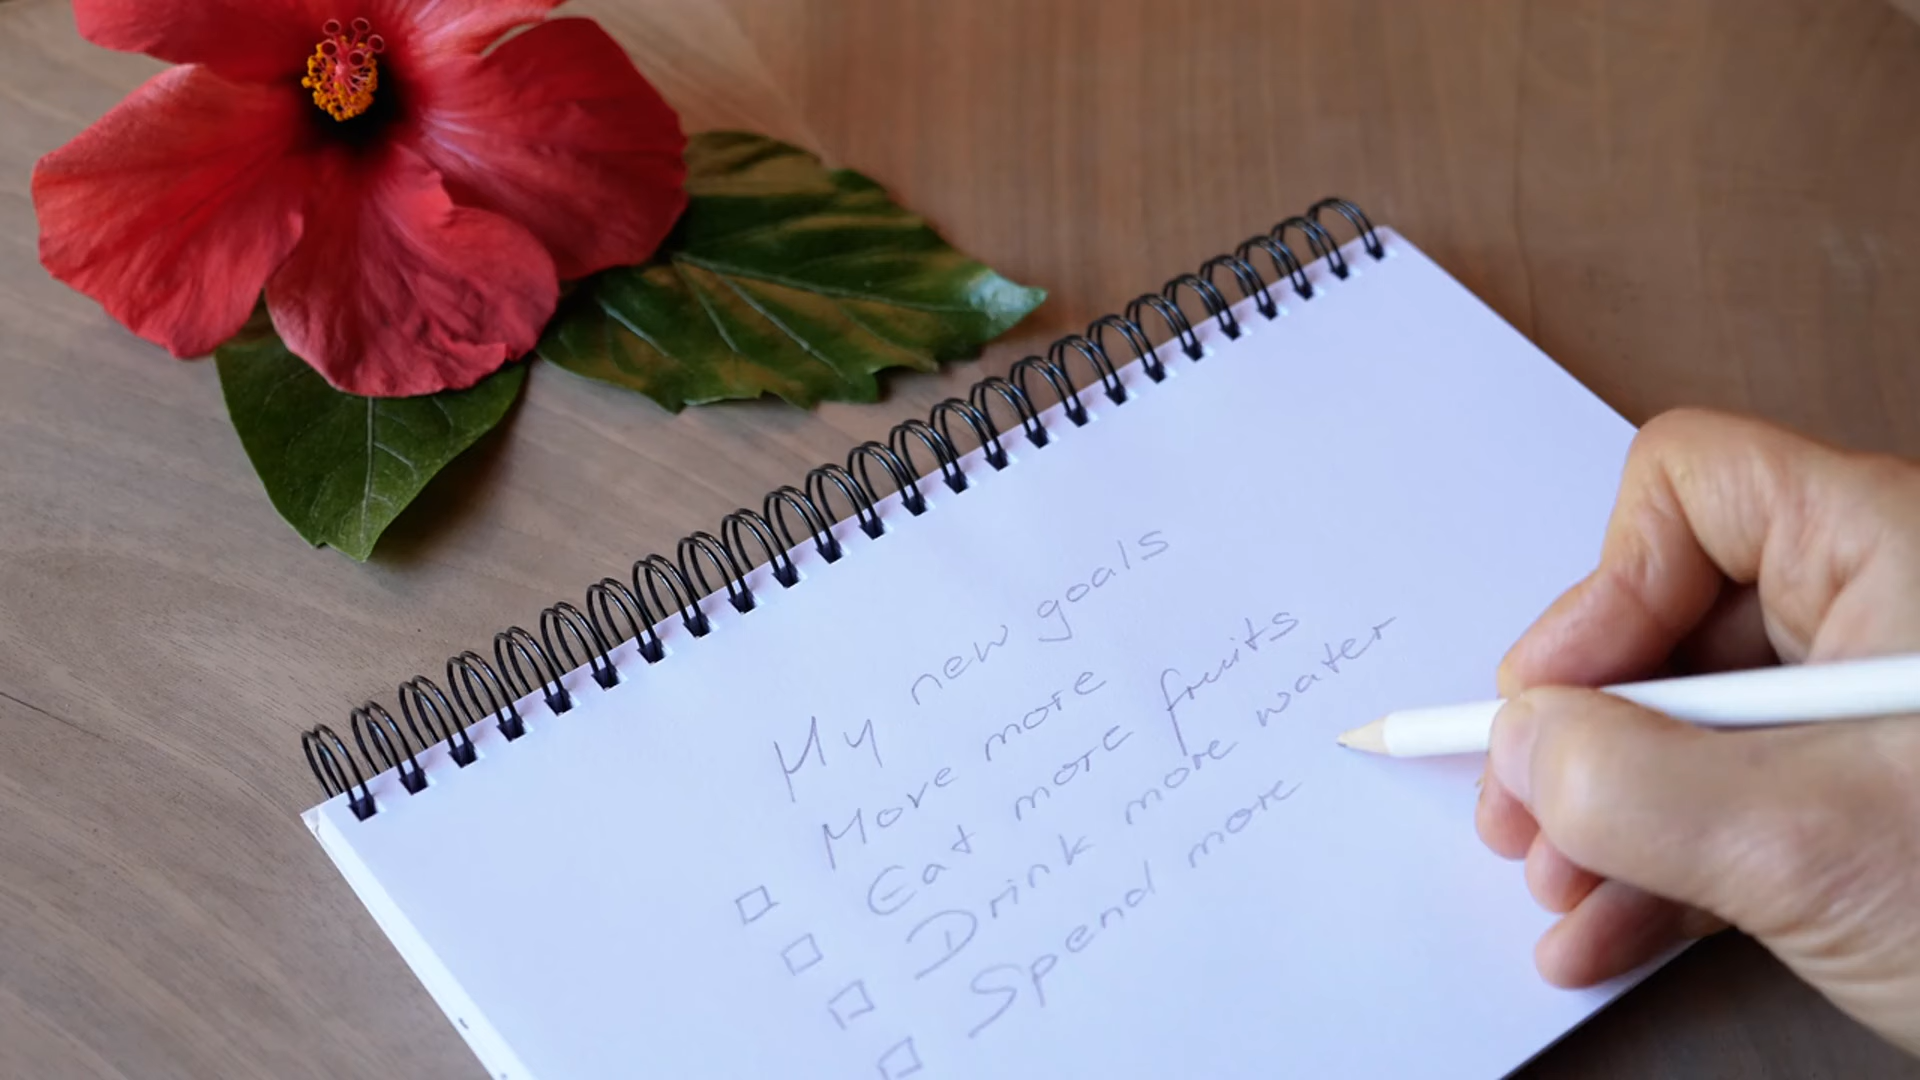 My new goals
□ Move more
□ Eat more fruits
□ Drink more water
□ Spend more